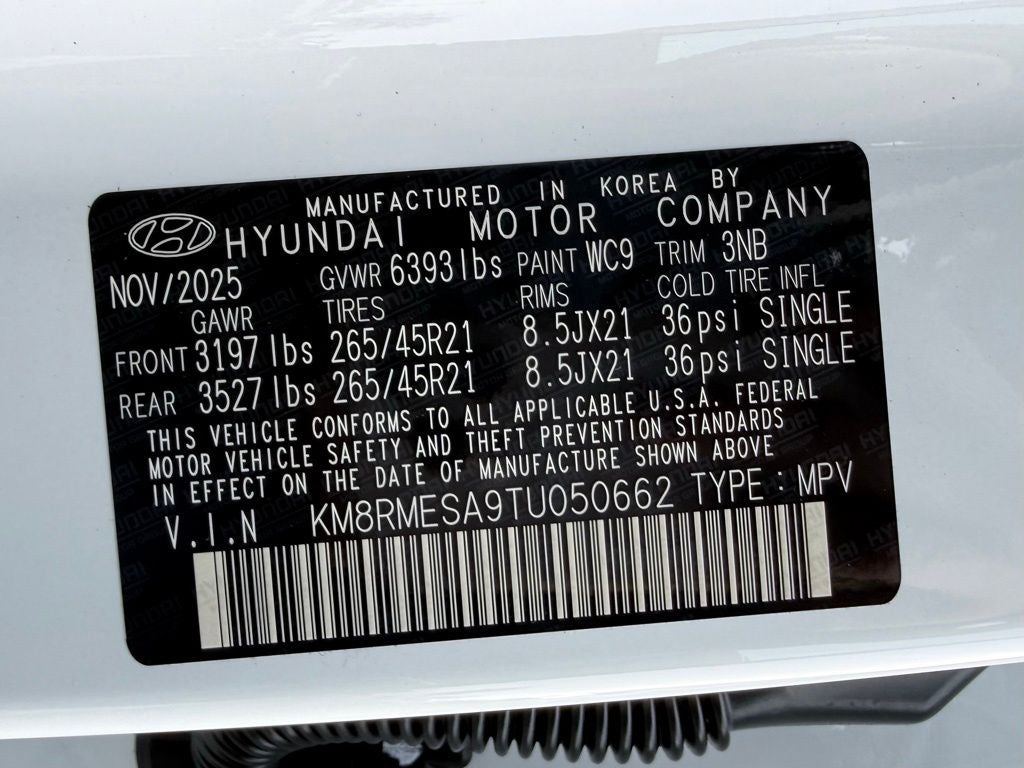 MANUFACTURED IN KOREA BY
HYUNDAI MOTOR COMPANY
NOV/2025 GVWR 6393lbs PAINT WC9 TRIM 3NB
GAWR TIRES RIMS COLD TIRE INFL
FRONT 3197lbs 265/45R21 8.5JX21 36psi SINGLE
REAR 3527lbs 265/45R21 8.5JX21 36psi SINGLE
THIS VEHICLE CONFORMS TO ALL APPLICABLE U.S.A. FEDERAL
MOTOR VEHICLE SAFETY AND THEFT PREVENTION STANDARDS
IN EFFECT ON THE DATE OF MANUFACTURE SHOWN ABOVE
V.I.N KM8RMESA9TU050662 TYPE : MPV